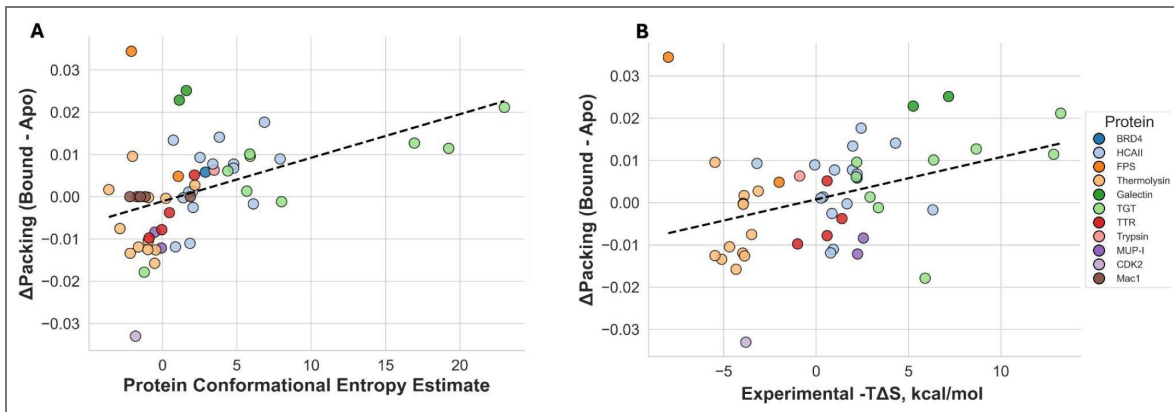 A
ΔPacking (Bound - Apo)
0.03
0.02
0.01
0.00
−0.01
−0.02
−0.03
0
5
10
15
20
Protein Conformational Entropy Estimate
B
ΔPacking (Bound - Apo)
0.03
0.02
0.01
0.00
−0.01
−0.02
−0.03
−5
0
5
10
Experimental -TΔS, kcal/mol
Protein
BRD4
HCAII
FPS
Thermolysin
Galectin
TGT
TTR
Trypsin
MUP-I
CDK2
Mac1